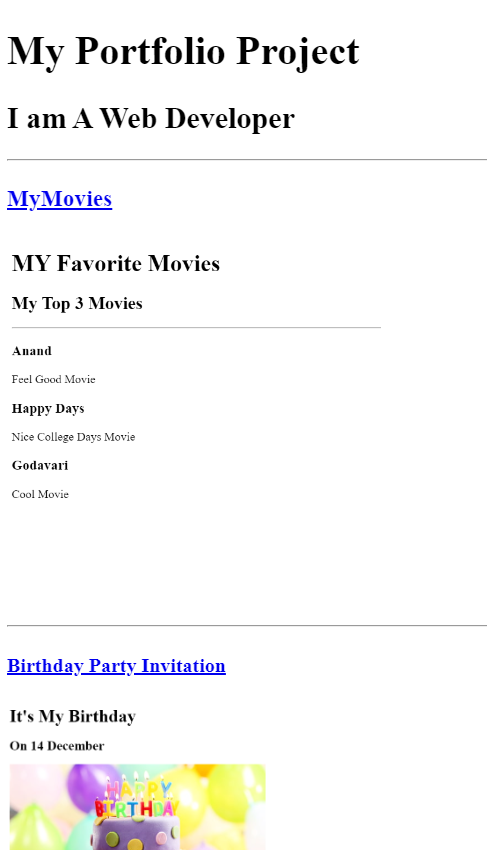 My Portfolio Project
I am A Web Developer
MyMovies
MY Favorite Movies
My Top 3 Movies
Anand
Feel Good Movie
Happy Days
Nice College Days Movie
Godavari
Cool Movie
Birthday Party Invitation
It's My Birthday
On 14 December
HAPPY
BIRTHDAY